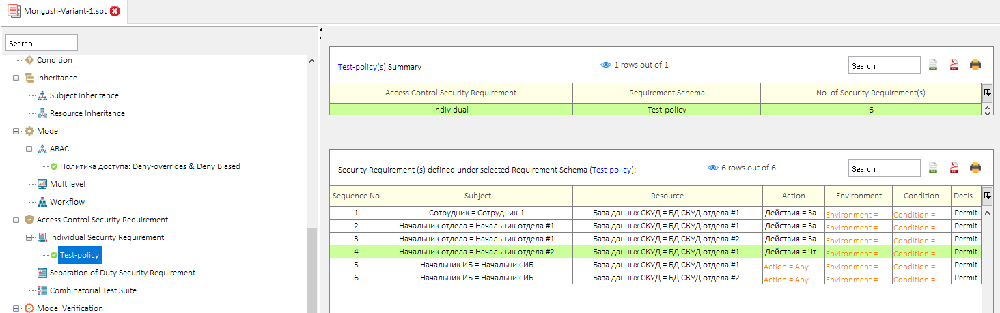 Mongush-Variant-1.spt
Search
Condition
Inheritance
Subject Inheritance
Resource Inheritance
Model
ABAC
Политика доступа: Deny-overrides & Deny Biased
Multilevel
Workflow
Access Control Security Requirement
Individual Security Requirement
Test-policy
Separation of Duty Security Requirement
Combinatorial Test Suite
Model Verification
Test-policy(s) Summary 1 rows out of 1 Search
Access Control Security Requirement Requirement Schema No. of Security Requirement(s)
Individual Test-policy 6
Security Requirement (s) defined under selected Requirement Schema (Test-policy): 6 rows out of 6 Search
Sequence No Subject Resource Action Environment Condition Decis...
1 Сотрудник = Сотрудник 1 База данных СКУД = БД СКУД отдела #1 Действия = За... Environment = Condition = Permit
2 Начальник отдела = Начальник отдела #1 База данных СКУД = БД СКУД отдела #1 Действия = За... Environment = Condition = Permit
3 Начальник отдела = Начальник отдела #1 База данных СКУД = БД СКУД отдела #2 Действия = За... Environment = Condition = Permit
4 Начальник отдела = Начальник отдела #2 База данных СКУД = БД СКУД отдела #1 Действия = Чт... Environment = Condition = Permit
5 Начальник ИБ = Начальник ИБ База данных СКУД = БД СКУД отдела #1 Action = Any Environment = Condition = Permit
6 Начальник ИБ = Начальник ИБ База данных СКУД = БД СКУД отдела #2 Action = Any Environment = Condition = Permit